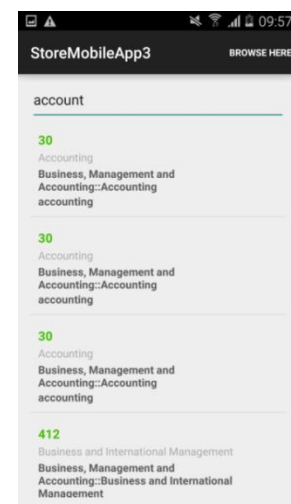 09:57
StoreMobileApp3 BROWSE HERE
account
30
Accounting
Business, Management and
Accounting::Accounting
accounting
30
Accounting
Business, Management and
Accounting::Accounting
accounting
30
Accounting
Business, Management and
Accounting::Accounting
accounting
412
Business and International Management
Business, Management and
Accounting::Business and International
Management